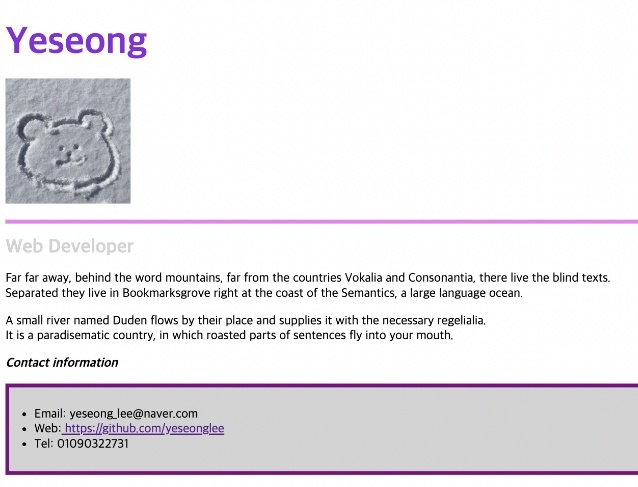 Yeseong
Web Developer
Far far away, behind the word mountains, far from the countries Vokalia and Consonantia, there live the blind texts.
Separated they live in Bookmarksgrove right at the coast of the Semantics, a large language ocean.
A small river named Duden flows by their place and supplies it with the necessary regelialia.
It is a paradisematic country, in which roasted parts of sentences fly into your mouth.
Contact information
• Email: yeseong_lee@naver.com
• Web: https://github.com/yeseonglee
• Tel: 01090322731